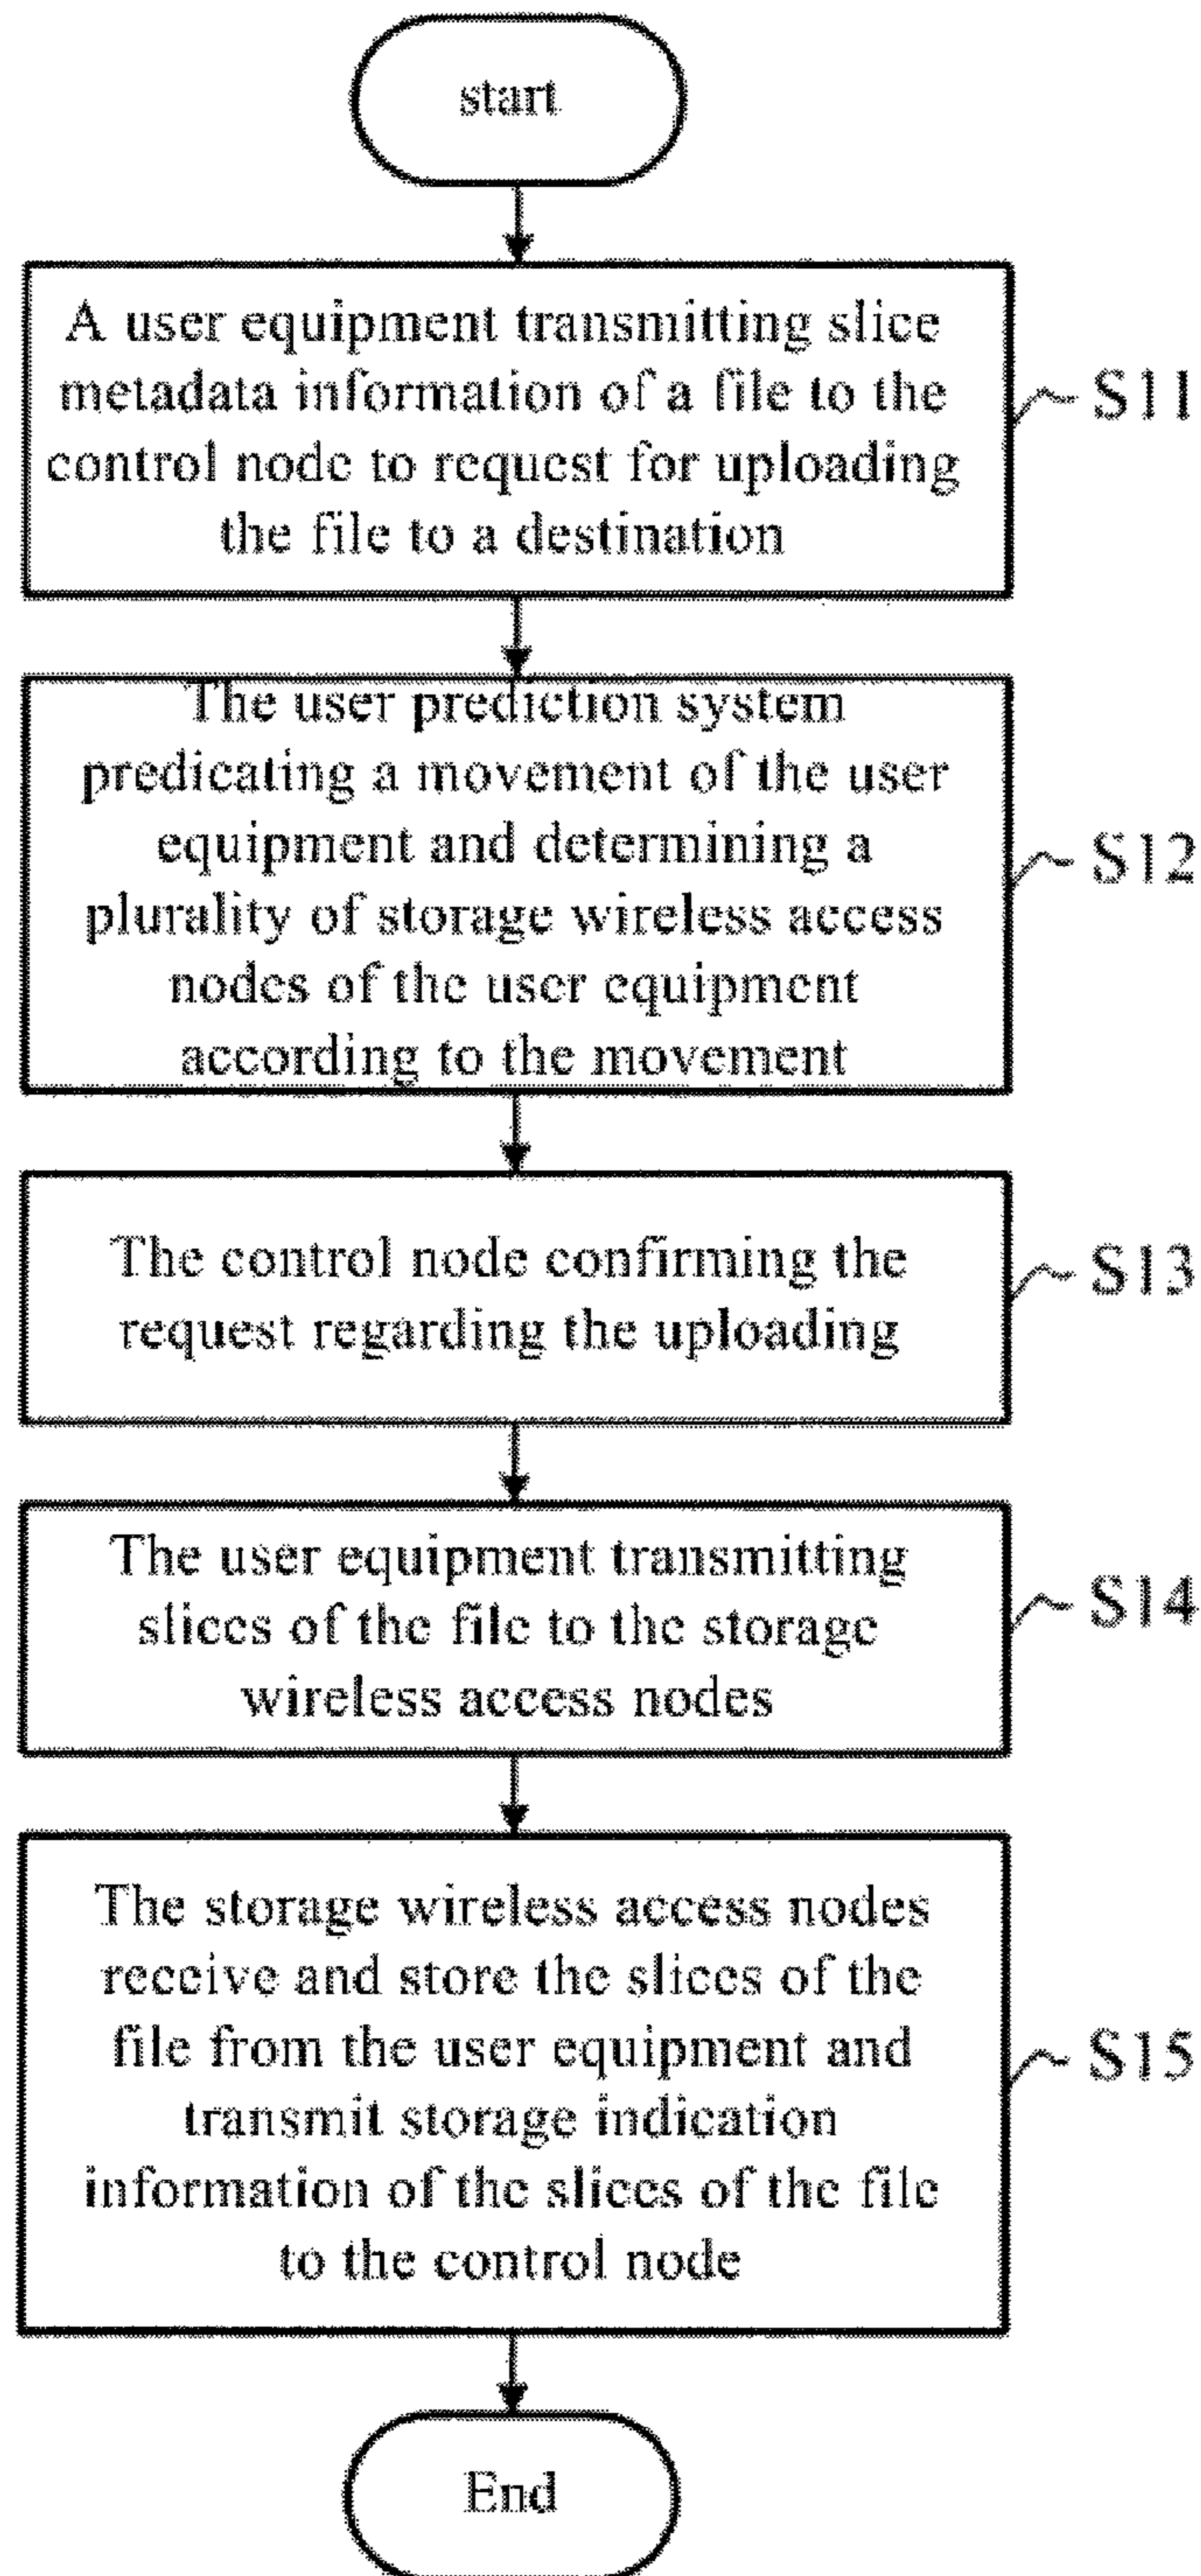 start
A user equipment transmitting slice
metadata information of a file to the
control node to request for uploading
the file to a destination
S11
The user prediction system
predicating a movement of the user
equipment and determining a
plurality of storage wireless access
nodes of the user equipment
according to the movement
S12
The control node confirming the
request regarding the uploading
S13
The user equipment transmitting
slices of the file to the storage
wireless access nodes
S14
The storage wireless access nodes
receive and store the slices of the
file from the user equipment and
transmit storage indication
information of the slices of the file
to the control node
S15
End